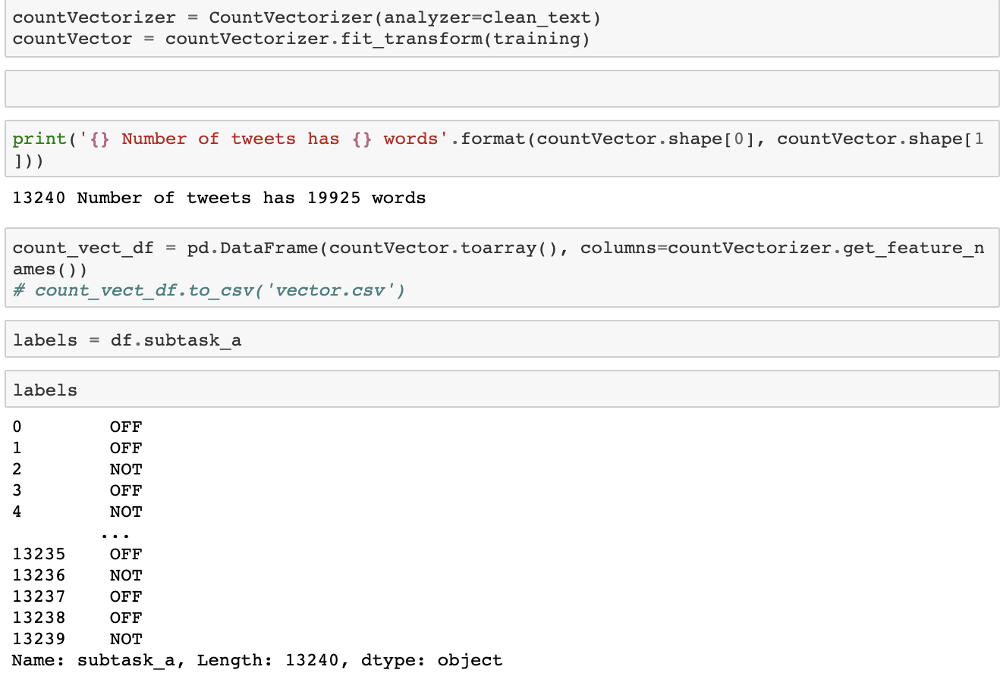 countVectorizer = CountVectorizer(analyzer=clean_text)
countVector = countVectorizer.fit_transform(training)
print('{} Number of tweets has {} words'.format(countVector.shape[0], countVector.shape[1
]))
13240 Number of tweets has 19925 words
count_vect_df = pd.DataFrame(countVector.toarray(), columns=countVectorizer.get_feature_n
ames())
# count_vect_df.to_csv('vector.csv')
labels = df.subtask_a
labels
0        OFF
1        OFF
2        NOT
3        OFF
4        NOT
        ...
13235    OFF
13236    NOT
13237    OFF
13238    OFF
13239    NOT
Name: subtask_a, Length: 13240, dtype: object